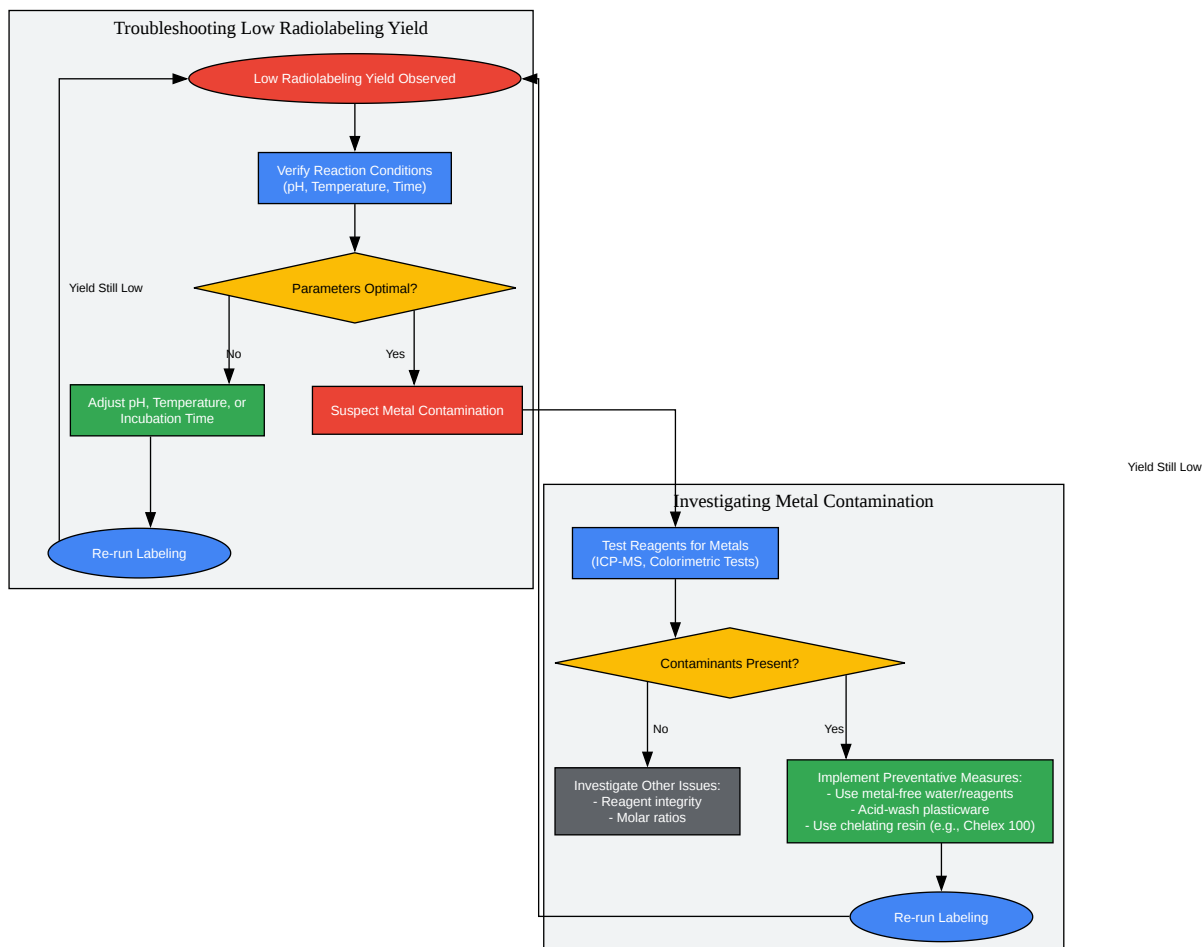 Troubleshooting Low Radiolabeling Yield
Low Radiolabeling Yield Observed
Verify Reaction Conditions
(pH, Temperature, Time)
Parameters Optimal?
Yield Still Low
No
Yes
Adjust pH, Temperature, or
Incubation Time
Suspect Metal Contamination
Re-run Labeling
Yield Still Low
Investigating Metal Contamination
Test Reagents for Metals
(ICP-MS, Colorimetric Tests)
Contaminants Present?
No
Yes
Investigate Other Issues:
- Reagent integrity
- Molar ratios
Implement Preventative Measures:
- Use metal-free water/reagents
- Acid-wash plasticware
- Use chelating resin (e.g., Chelex 100)
Re-run Labeling